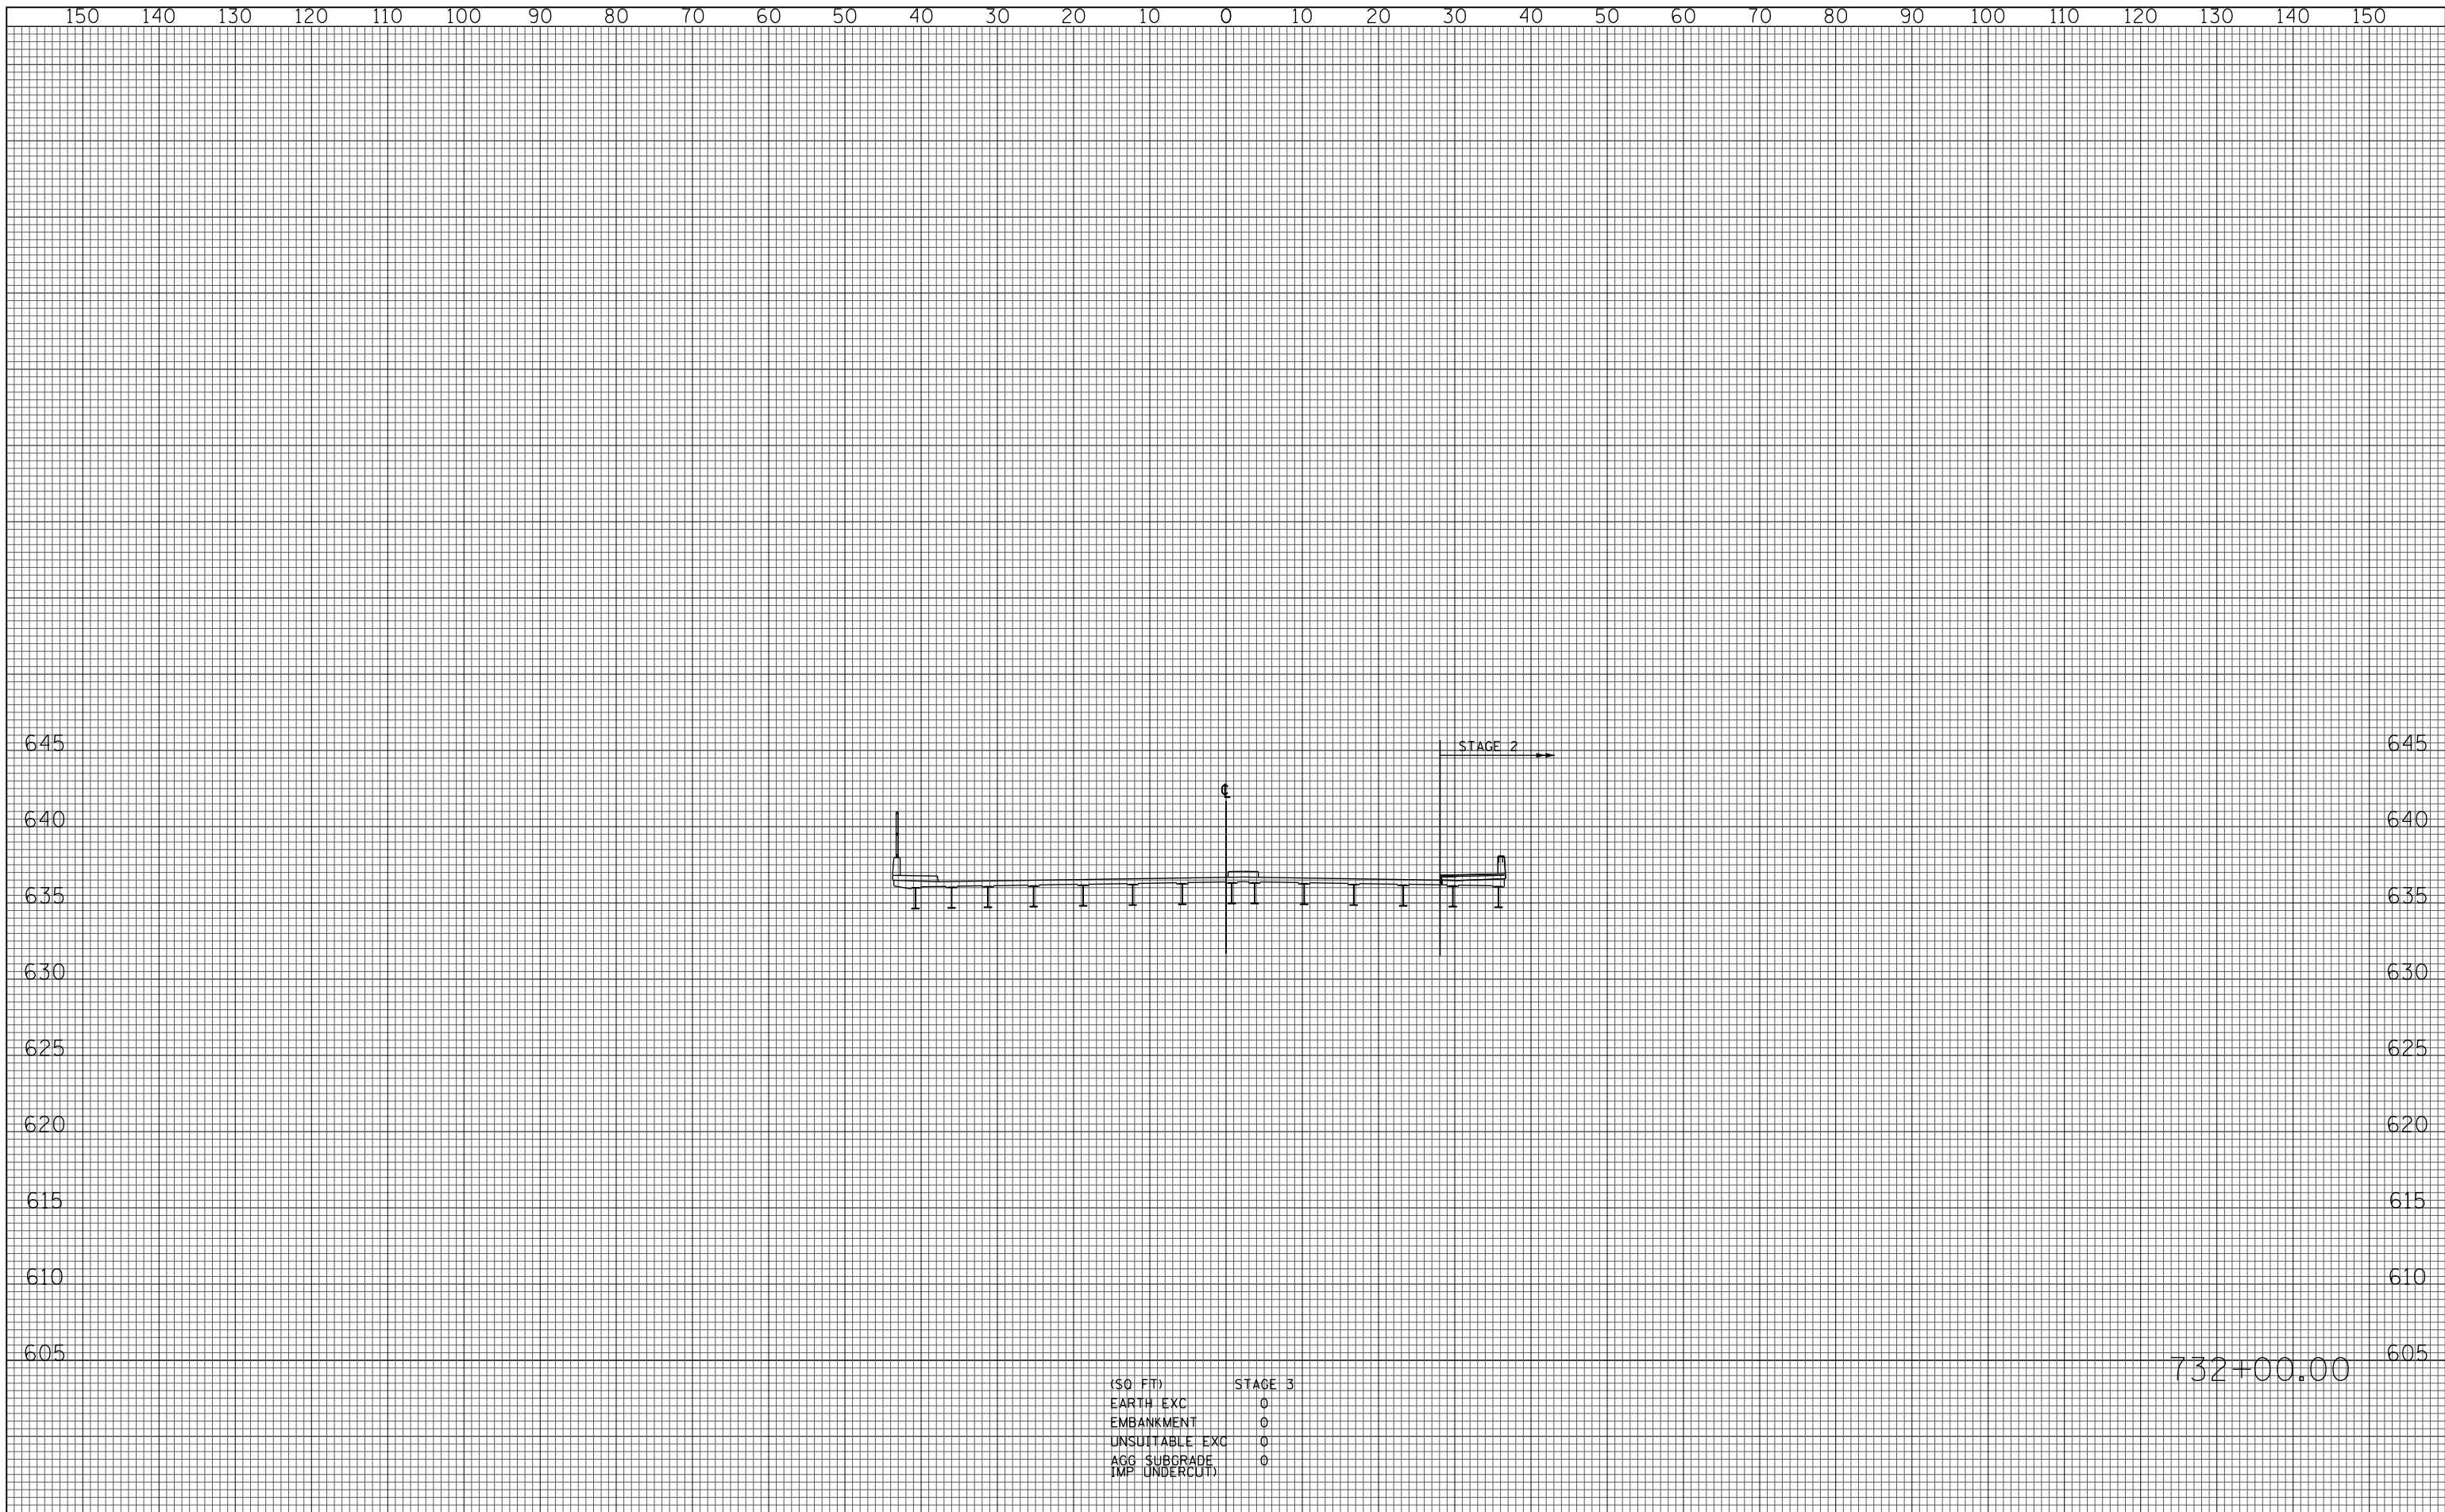 150 140 130 120 110 100 90 80 70 60 50 40 30 20 10 0 10 20 30 40 50 60 70 80 90 100 110 120 130 140 150
645 STAGE 2 645
℄
640 640
635 635
630 630
625 625
620 620
615 615
610 610
605 605
732+00.00
(SQ FT) STAGE 3
EARTH EXC 0
EMBANKMENT 0
UNSUITABLE EXC 0
AGG SUBGRADE 0
IMP UNDERCUT)